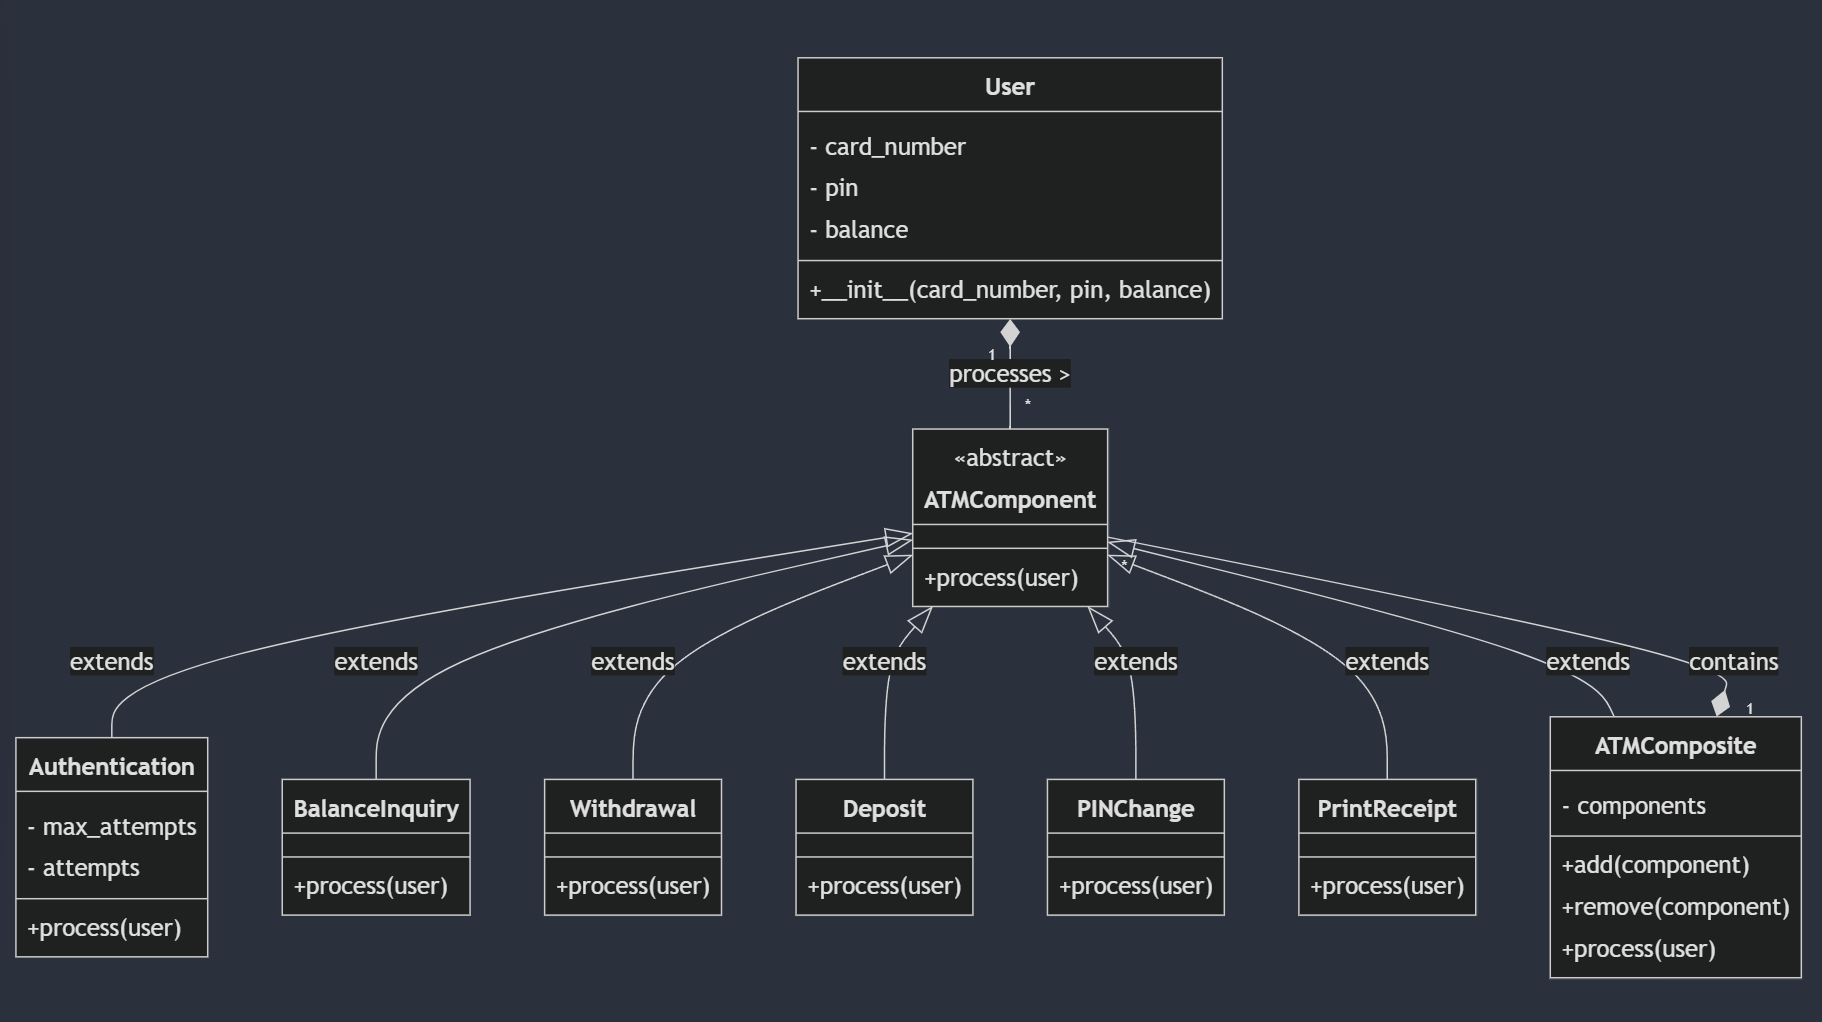 User
- card_number
- pin
- balance
+__init__(card_number, pin, balance)
1
processes >
*
«abstract»
ATMComponent
+process(user)
*
extends
extends
extends
extends
extends
extends
extends
contains
1
Authentication
- max_attempts
- attempts
+process(user)
BalanceInquiry
+process(user)
Withdrawal
+process(user)
Deposit
+process(user)
PINChange
+process(user)
PrintReceipt
+process(user)
ATMComposite
- components
+add(component)
+remove(component)
+process(user)